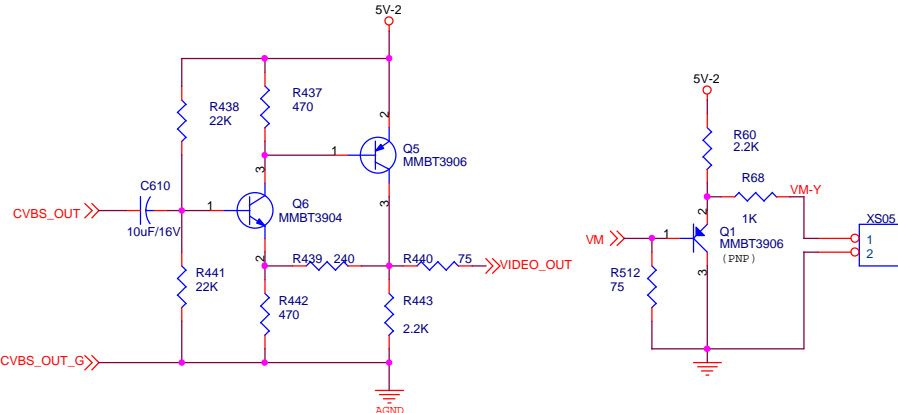 5V-2
R437
470
R438
22K
2
1
Q5
MMBT3906
3
3
C610
CVBS_OUT
10uF/16V
1
Q6
MMBT3904
2
R439
240
R440
75
VIDEO_OUT
R441
22K
R442
470
R443
2.2K
CVBS_OUT_G
AGND
5V-2
R60
2.2K
R68
VM-Y
1K
2
VM
1
Q1
MMBT3906
(PNP)
3
R512
75
XS05
1
2